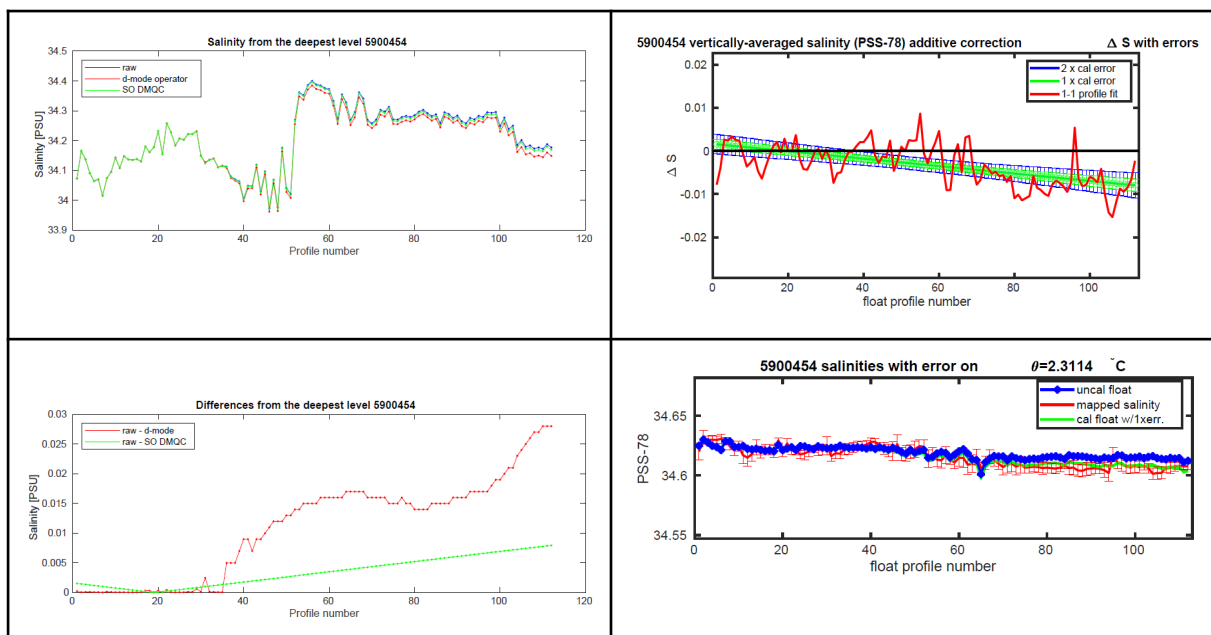 Salinity from the deepest level 5900454
34.5
34.4
34.3
34.2
34.1
34
33.9
Salinity [PSU]
raw
d-mode operator
SO DMQC
0 20 40 60 80 100 120
Profile number
5900454 vertically-averaged salinity (PSS-78) additive correction Δ S with errors
0.02
0.01
0
-0.01
-0.02
Δ S
2 x cal error
1 x cal error
1-1 profile fit
0 20 40 60 80 100
float profile number
Differences from the deepest level 5900454
0.03
0.025
0.02
0.015
0.01
0.005
0
Salinity [PSU]
raw - d-mode
raw - SO DMQC
0 20 40 60 80 100 120
Profile number
5900454 salinities with error on θ=2.3114 °C
34.65
34.6
34.55
PSS-78
uncal float
mapped salinity
cal float w/1xerr.
0 20 40 60 80 100
float profile number